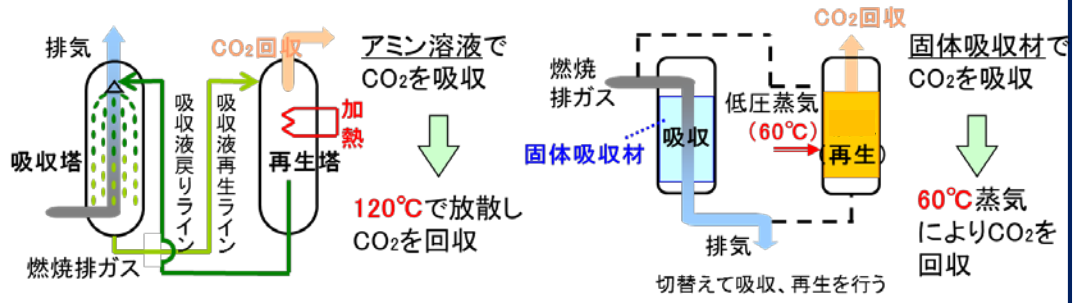 排気
CO₂回収
アミン溶液で
CO₂を吸収
吸収塔
吸収液戻りライン
吸収液再生ライン
加熱
再生塔
120℃で放散し
CO₂を回収
燃焼排ガス
CO₂回収
固体吸収材で
CO₂を吸収
燃焼
排ガス
低圧蒸気
(60℃)
吸収
再生
固体吸収材
60℃蒸気
によりCO₂を
回収
排気
切替えて吸収、再生を行う